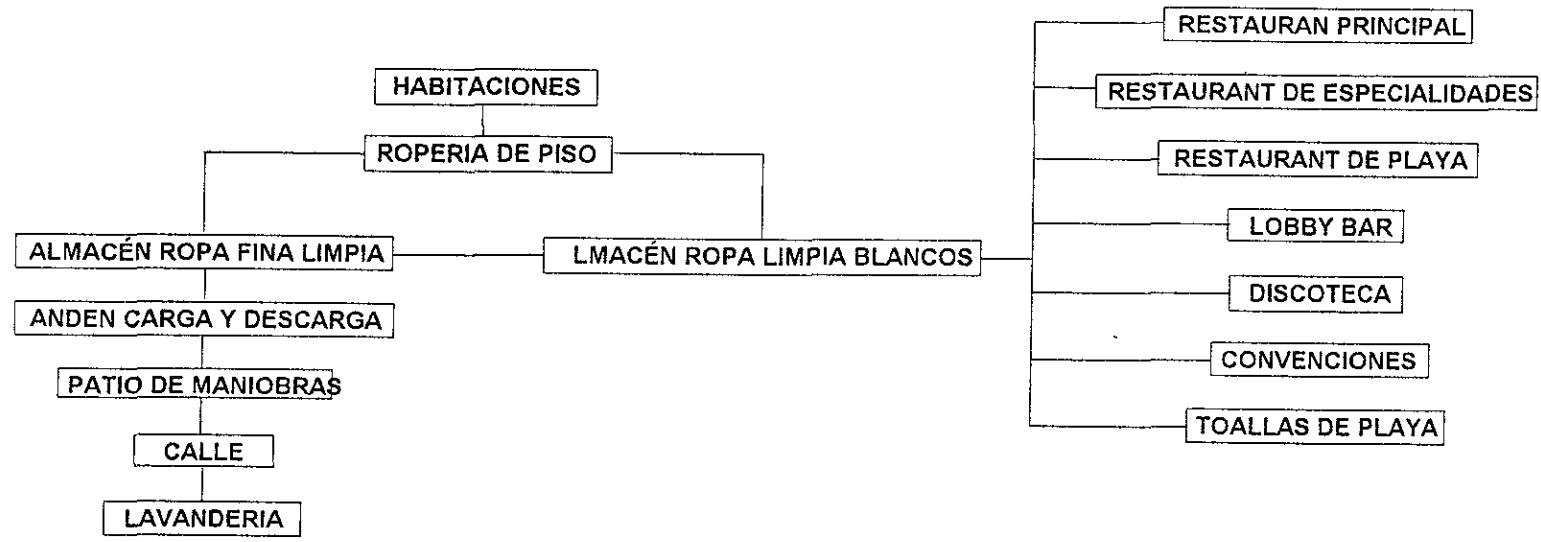 HABITACIONES
ROPERIA DE PISO
ALMACÉN ROPA FINA LIMPIA
LMACÉN ROPA LIMPIA BLANCOS
ANDEN CARGA Y DESCARGA
PATIO DE MANIOBRAS
CALLE
LAVANDERIA
RESTAURAN PRINCIPAL
RESTAURANT DE ESPECIALIDADES
RESTAURANT DE PLAYA
LOBBY BAR
DISCOTECA
CONVENCIONES
TOALLAS DE PLAYA